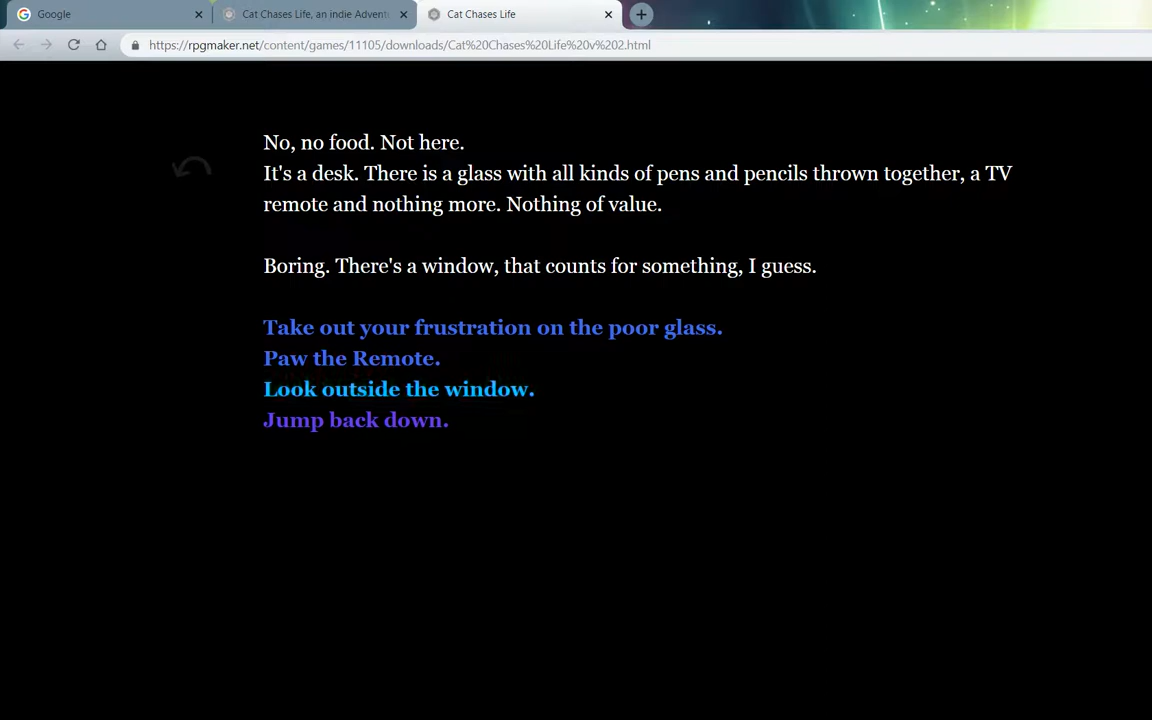 Google
Cat Chases Life, an indie Advent
Cat Chases Life
https://rpgmaker.net/content/games/11105/downloads/Cat%20Chases%20Life%20v%202.html
No, no food. Not here.
It's a desk. There is a glass with all kinds of pens and pencils thrown together, a TV
remote and nothing more. Nothing of value.
Boring. There's a window, that counts for something, I guess.
Take out your frustration on the poor glass.
Paw the Remote.
Look outside the window.
Jump back down.